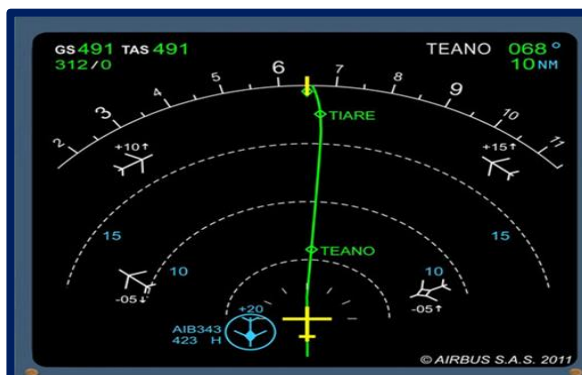 GS 491 TAS 491
312/0
TEANO 068°
10 NM
2 3 4 5 6 7 8 9 10 11
+10↑
+15↑
TIARE
15
15
TEANO
10
10
-05↓
-05↑
+20
AIB343
423 H
© AIRBUS S.A.S. 2011